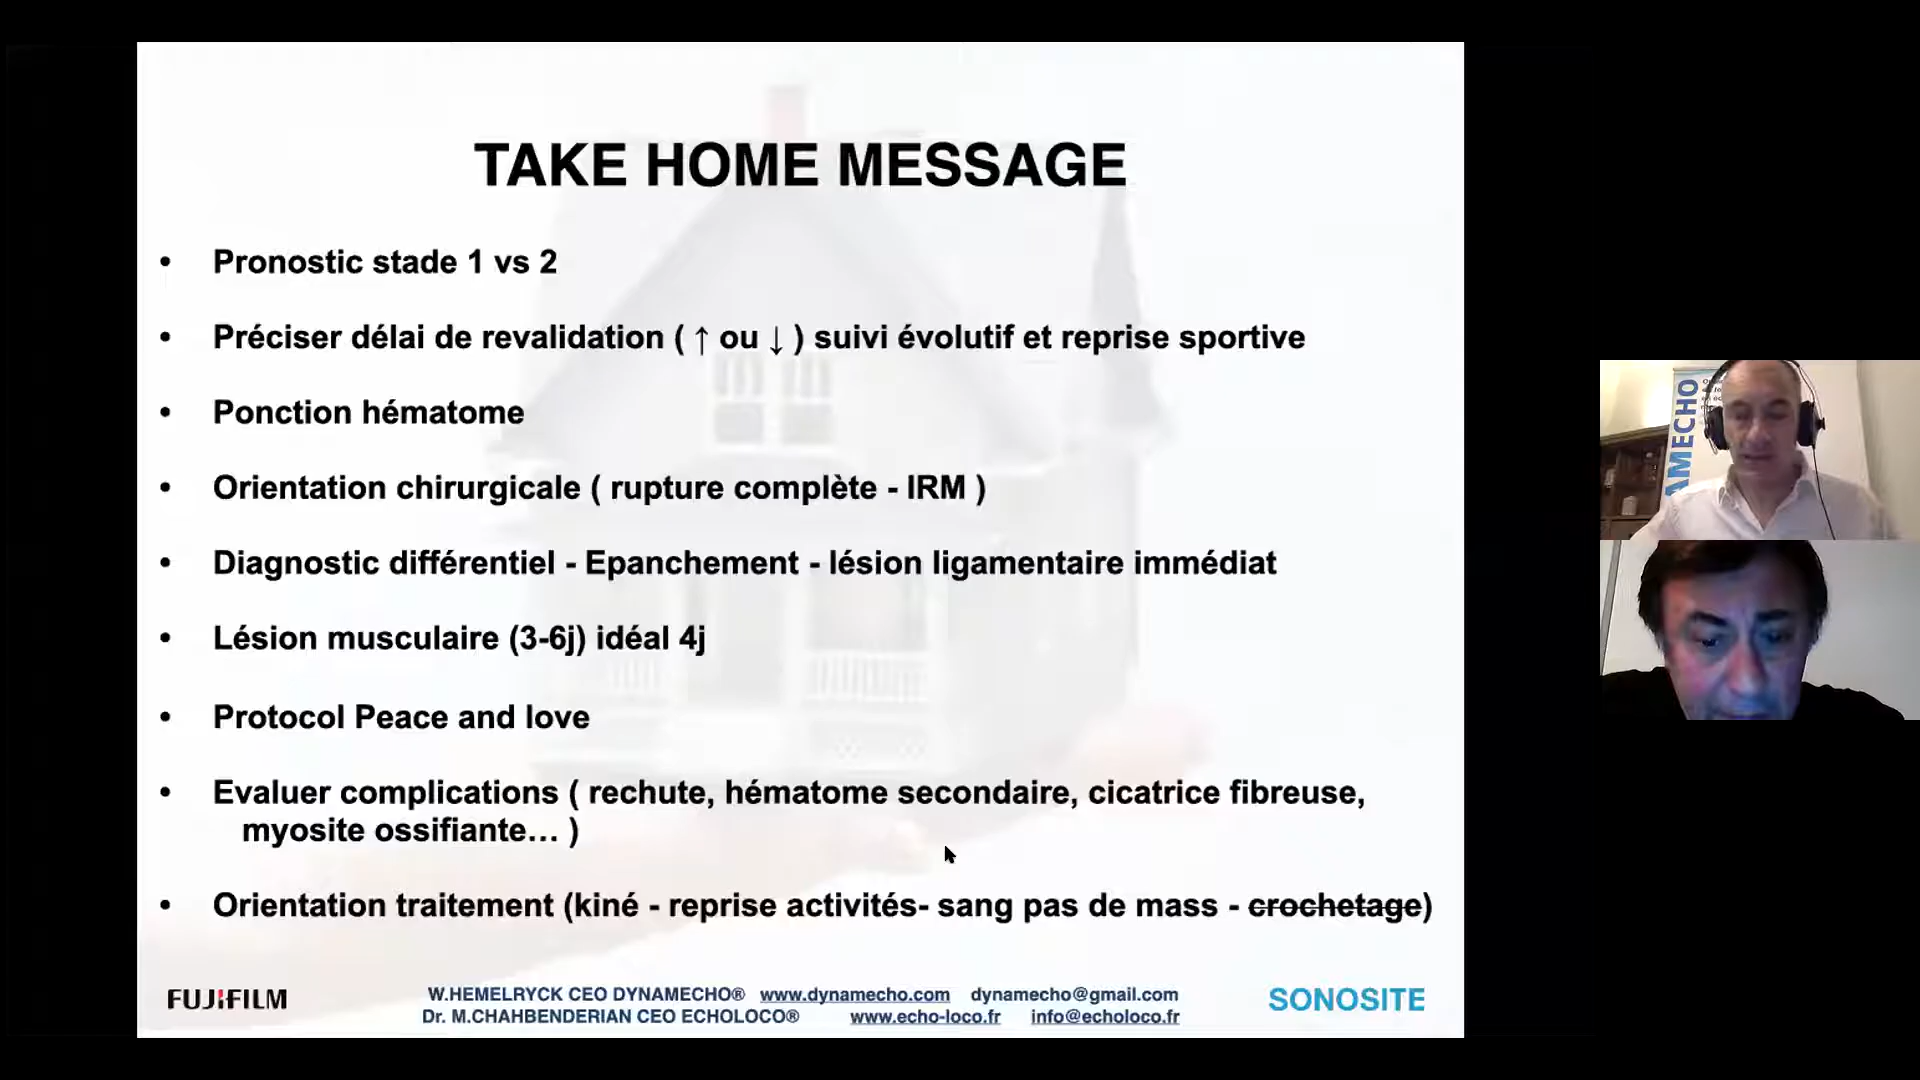 TAKE HOME MESSAGE
• Pronostic stade 1 vs 2
• Préciser délai de revalidation ( ↑ ou ↓ ) suivi évolutif et reprise sportive
• Ponction hématome
• Orientation chirurgicale ( rupture complète - IRM )
• Diagnostic différentiel - Epanchement - lésion ligamentaire immédiat
• Lésion musculaire (3-6j) idéal 4j
• Protocol Peace and love
• Evaluer complications ( rechute, hématome secondaire, cicatrice fibreuse,
myosite ossifiante… )
• Orientation traitement (kiné - reprise activités- sang pas de mass - crochetage)
FUJIFILM
W.HEMELRYCK CEO DYNAMECHO® www.dynamecho.com dynamecho@gmail.com
Dr. M.CHAHBENDERIAN CEO ECHOLOCO® www.echo-loco.fr info@echoloco.fr
SONOSITE
AMECHO